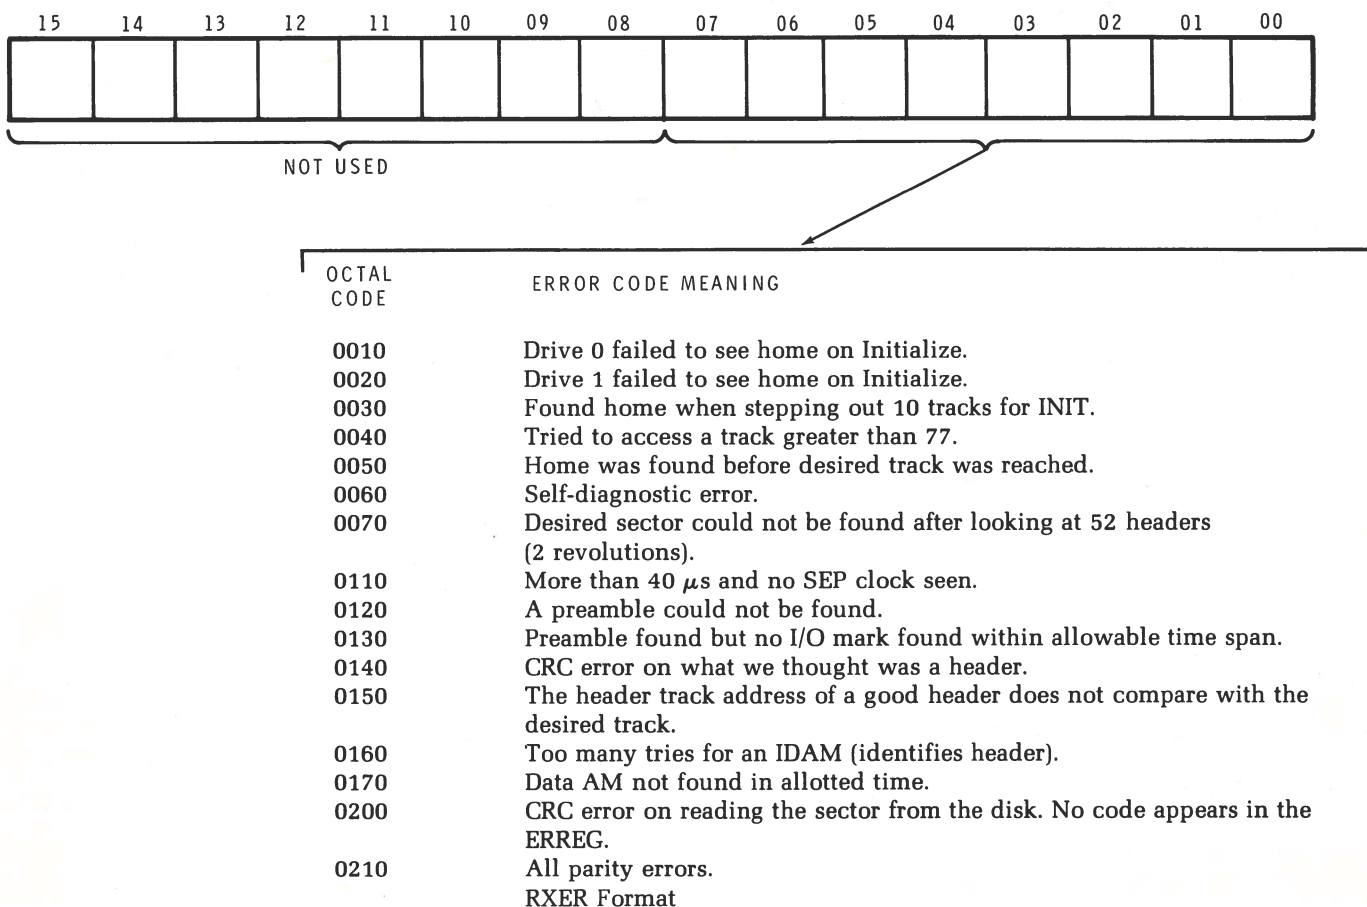 15 14 13 12 11 10 09 08 07 06 05 04 03 02 01 00
NOT USED
OCTAL
CODE
ERROR CODE MEANING
0010 Drive 0 failed to see home on Initialize.
0020 Drive 1 failed to see home on Initialize.
0030 Found home when stepping out 10 tracks for INIT.
0040 Tried to access a track greater than 77.
0050 Home was found before desired track was reached.
0060 Self-diagnostic error.
0070 Desired sector could not be found after looking at 52 headers
(2 revolutions).
0110 More than 40 μs and no SEP clock seen.
0120 A preamble could not be found.
0130 Preamble found but no I/O mark found within allowable time span.
0140 CRC error on what we thought was a header.
0150 The header track address of a good header does not compare with the
desired track.
0160 Too many tries for an IDAM (identifies header).
0170 Data AM not found in allotted time.
0200 CRC error on reading the sector from the disk. No code appears in the
ERREG.
0210 All parity errors.
RXER Format